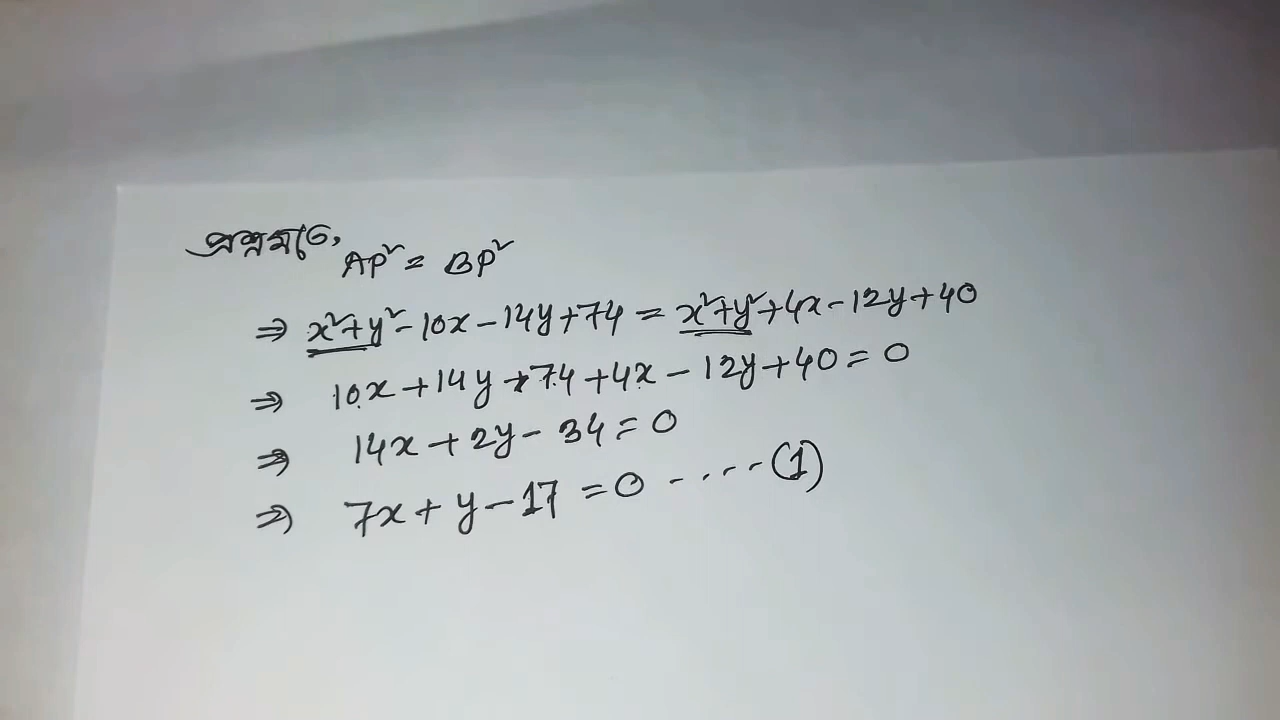 প্রশ্নমতে,
AP² = BP²
⇒ x²+y²-10x-14y+74 = x²+y²+4x-12y+40
⇒ 10x+14y+74+4x-12y+40=0
⇒ 14x+2y-34=0
⇒ 7x+y-17=0 -....-(1)